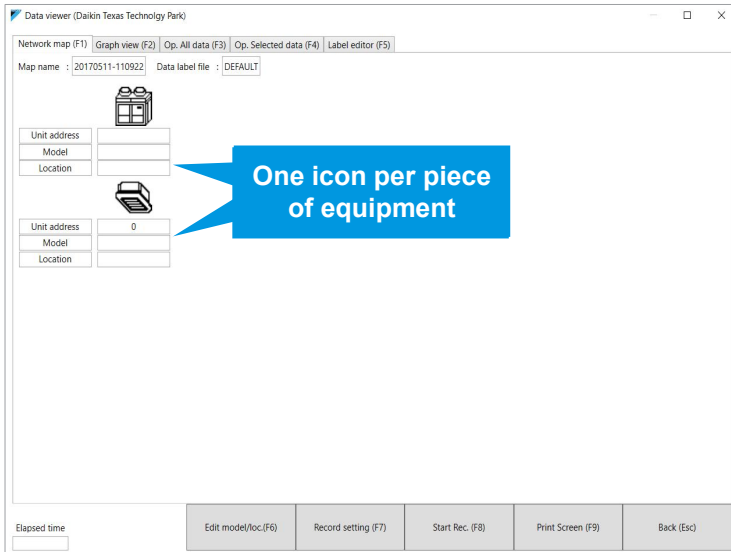 Data viewer (Daikin Texas Technolgy Park)
Network map (F1) Graph view (F2) Op. All data (F3) Op. Selected data (F4) Label editor (F5)
Map name : 20170511-110922 Data label file : DEFAULT
Unit address
Model
Location
One icon per piece
of equipment
Unit address 0
Model
Location
Elapsed time
Edit model/loc.(F6) Record setting (F7) Start Rec. (F8) Print Screen (F9) Back (Esc)